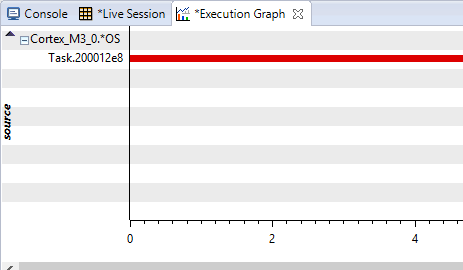 Console *Live Session *Execution Graph
Cortex_M3_0.*OS
Task.200012e8
source
0 2 4